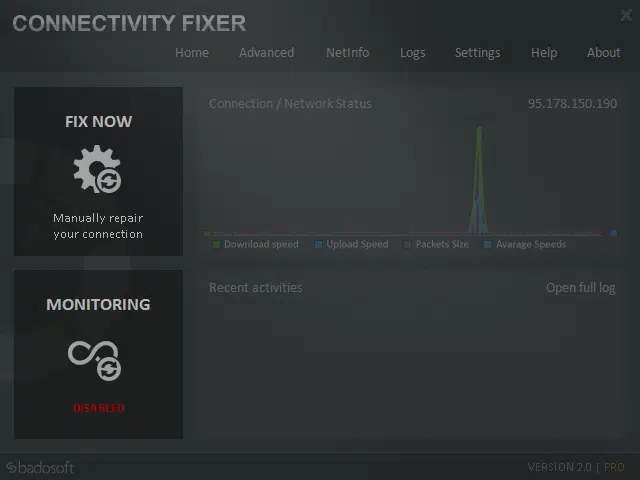 CONNECTIVITY FIXER
Home Advanced NetInfo Logs Settings Help About
FIX NOW
Manually repair
your connection
Connection / Network Status 95.178.150.190
Download speed Upload Speed Packets Size Avarage Speeds
MONITORING
DISABLED
Recent activities Open full log
badosoft VERSION 2.0 | PRO